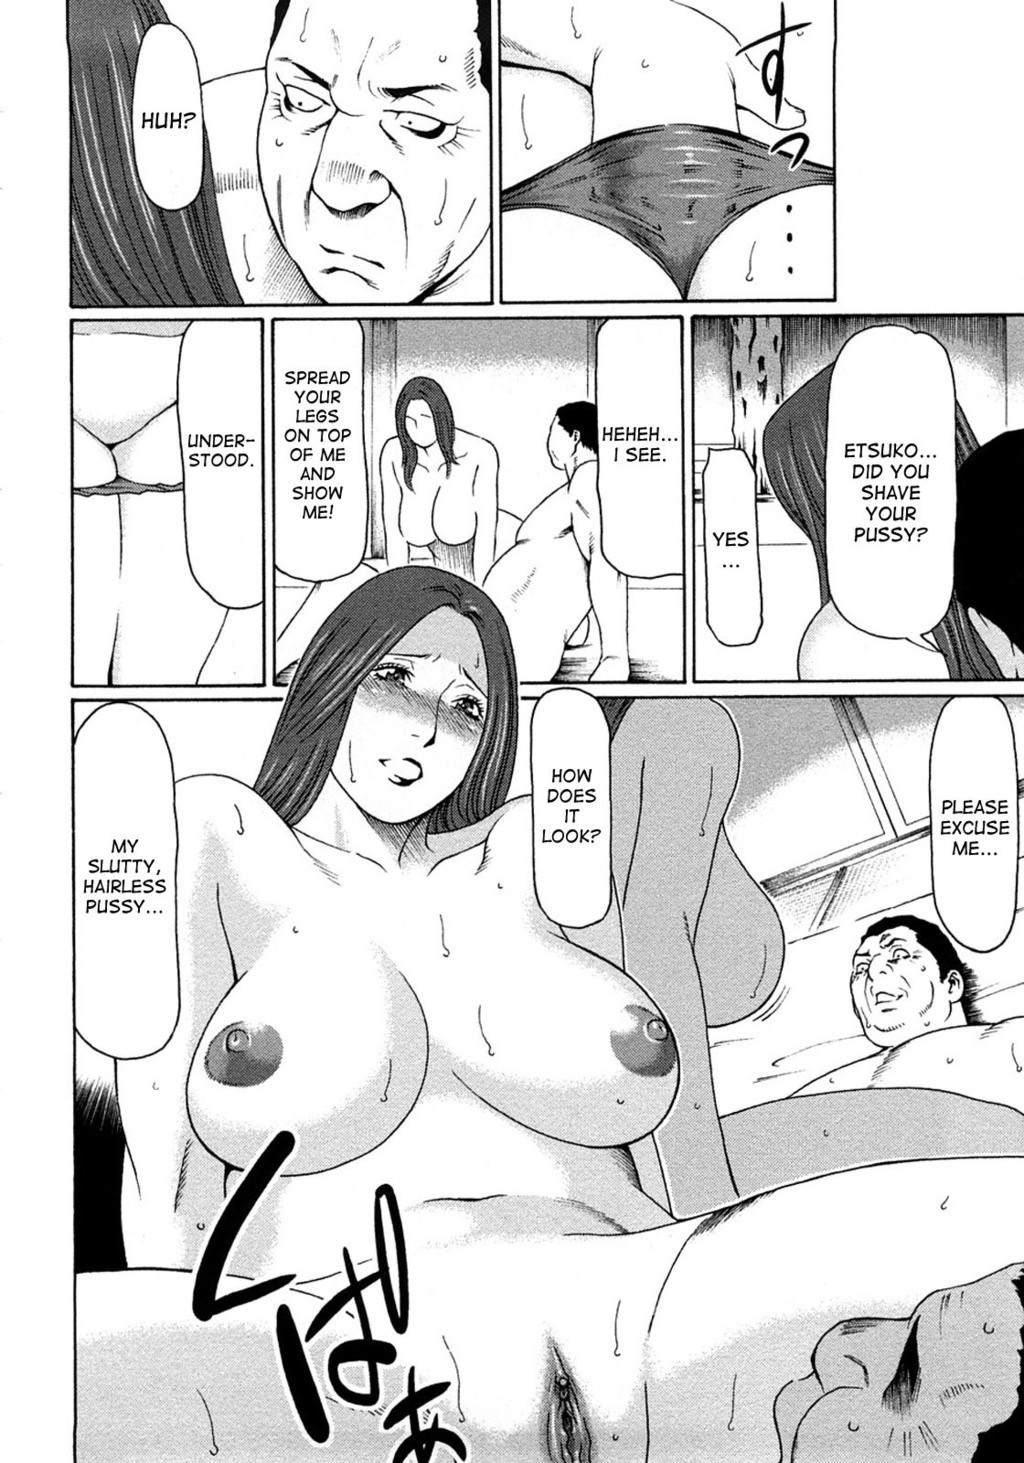 す
っ
HUH?
ETSUKO...
DID YOU
SHAVE
YOUR
PUSSY?
YES
...
HEHEH...
I SEE.
SPREAD
YOUR
LEGS
ON TOP
OF ME
AND
SHOW
ME!
UNDER-
STOOD.
PLEASE
EXCUSE
ME...
HOW
DOES
IT
LOOK?
MY
SLUTTY,
HAIRLESS
PUSSY...
くぱぁ